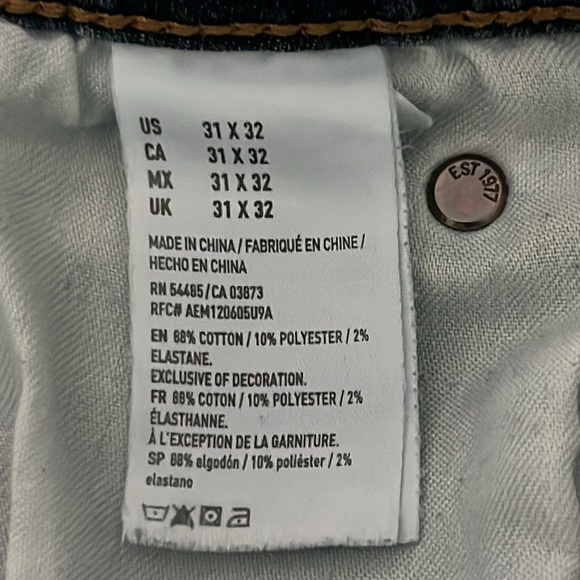 US 31 X 32
CA 31 X 32
MX 31 X 32
UK 31 X 32
MADE IN CHINA / FABRIQUÉ EN CHINE /
HECHO EN CHINA
RN 54485/CA 03873
RFC# AEM120605U9A
EN 88% COTTON / 10% POLYESTER / 2%
ELASTANE.
EXCLUSIVE OF DECORATION.
FR 88% COTON / 10% POLYESTER / 2%
ÉLASTHANNE.
À L'EXCEPTION DE LA GARNITURE.
SP 88% algodón / 10% poliéster / 2%
elastano
EST 1977